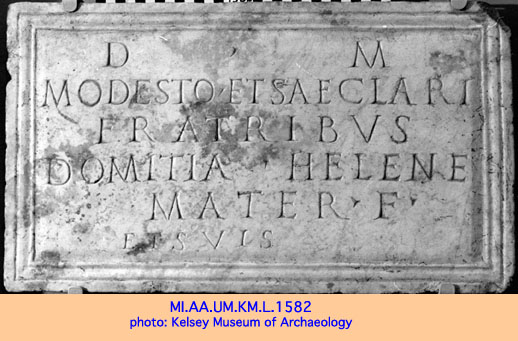 D ' M
MODESTO · ET SAECLARI
FRATRIBVS
DOMITIA · HELENE
MATER · F ·
ET SVIS
MI.AA.UM.KM.L.1582
photo: Kelsey Museum of Archaeology